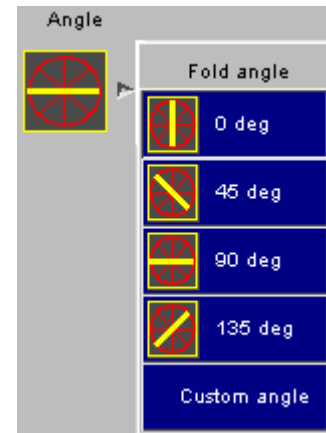 Angle
Fold angle
0 deg
45 deg
90 deg
135 deg
Custom angle